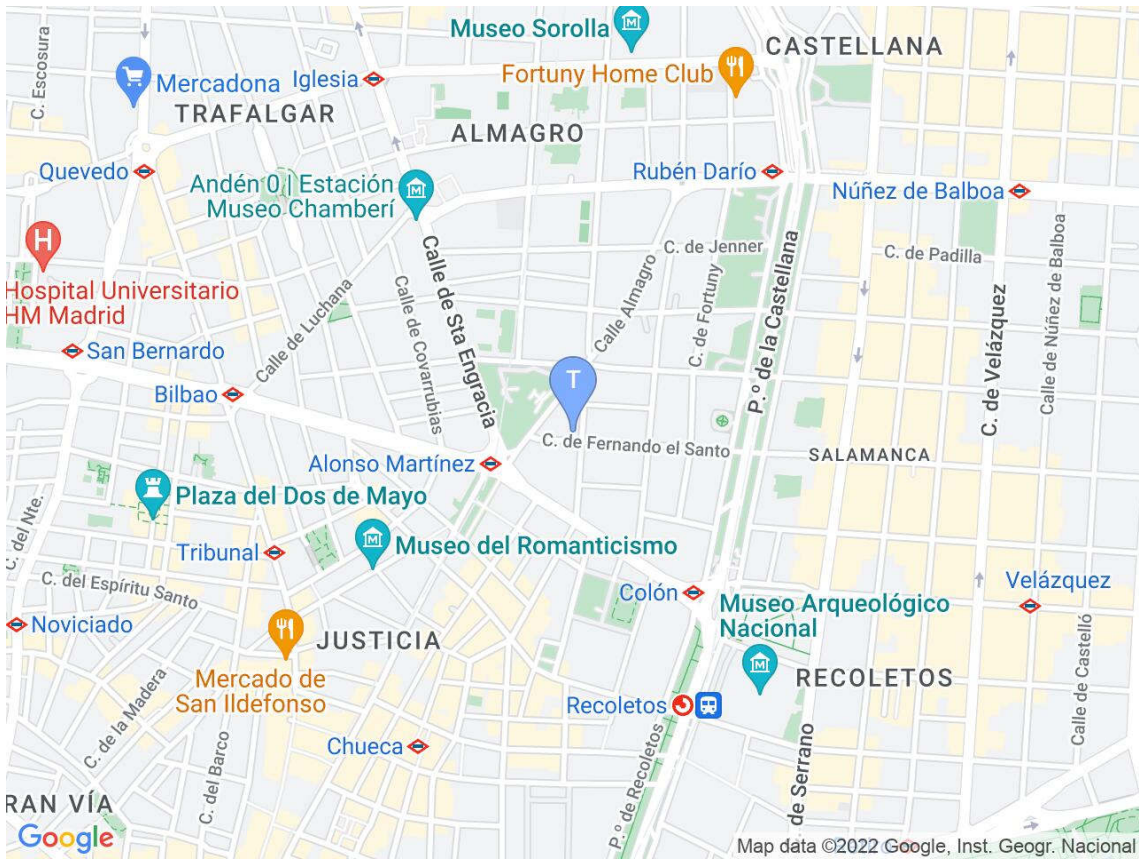 Museo Sorolla
CASTELLANA
Fortuny Home Club
C. Escosura
Mercadona
Iglesia
TRAFALGAR
ALMAGRO
Quevedo
Rubén Darío
Andén 0 | Estación
Museo Chamberí
Núñez de Balboa
H
C. de Jenner
C. de Padilla
Calle de Sta Engracia
P.º de la Castellana
Calle Almagro
C. de Fortuny
Calle de Núñez de Balboa
Hospital Universitario
HM Madrid
Calle de Luchana
Calle de Covarrubias
C. de Velázquez
San Bernardo
Bilbao
T
C. de Fernando el Santo
SALAMANCA
Alonso Martínez
Plaza del Dos de Mayo
C. del Nte.
Museo del Romanticismo
Tribunal
C. del Espíritu Santo
Colón
Velázquez
Museo Arqueológico
Nacional
Noviciado
JUSTICIA
Calle de Castelló
Mercado de
San Ildefonso
RECOLETOS
Recoletos
C. de la Madera
C. del Barco
Chueca
P.º de Recoletos
de Serrano
RAN VÍA
Google
Map data ©2022 Google, Inst. Geogr. Nacional